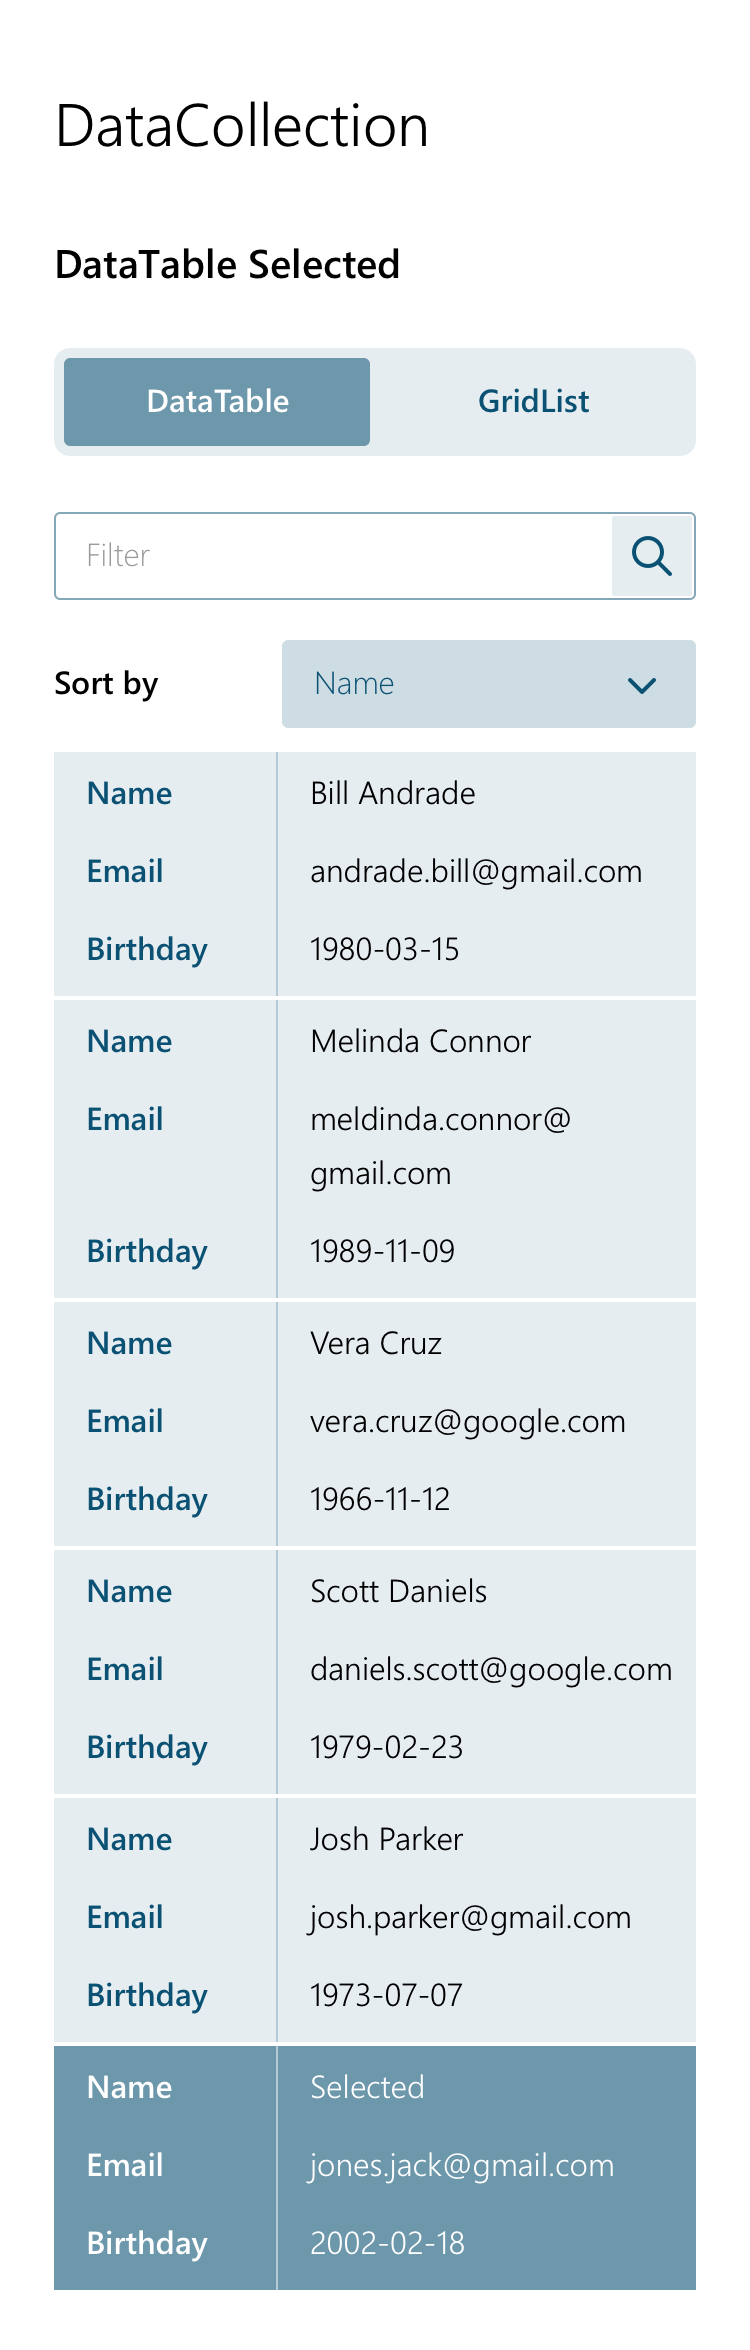 DataCollection
DataTable Selected
DataTable GridList
Filter
Sort by Name
Name Bill Andrade
Email andrade.bill@gmail.com
Birthday 1980-03-15
Name Melinda Connor
Email meldinda.connor@
gmail.com
Birthday 1989-11-09
Name Vera Cruz
Email vera.cruz@google.com
Birthday 1966-11-12
Name Scott Daniels
Email daniels.scott@google.com
Birthday 1979-02-23
Name Josh Parker
Email josh.parker@gmail.com
Birthday 1973-07-07
Name Selected
Email jones.jack@gmail.com
Birthday 2002-02-18